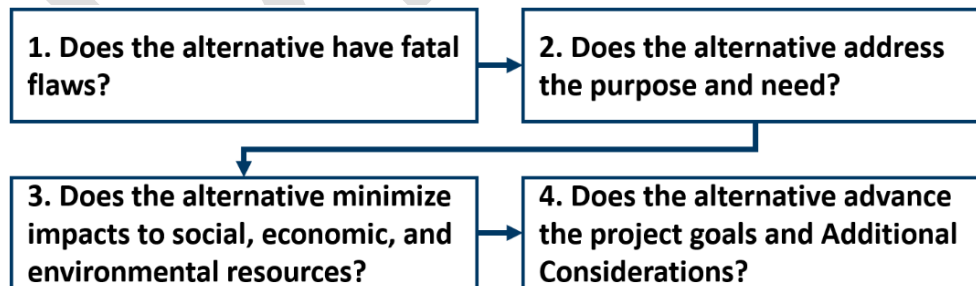 1. Does the alternative have fatal
flaws?
2. Does the alternative address
the purpose and need?
3. Does the alternative minimize
impacts to social, economic, and
environmental resources?
4. Does the alternative advance
the project goals and Additional
Considerations?